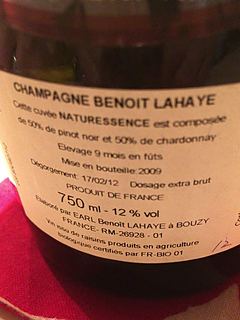 CHAMPAGNE BENOIT LAHAYE
Cette cuvée NATURESSENCE est composée
de 50% de pinot noir et 50% de chardonnay
Elevage 9 mois en fûts
Mise en bouteille:2009
Dégorgement: 17/02/12 Dosage extra brut
PRODUIT DE FRANCE
750 ml - 12 % vol
Elaboré par EARL Benoit LAHAYE à BOUZY
FRANCE- RM-26928 - 01
Vin issu de raisins produits en agriculture
biologique certifiés par FR-BIO 01